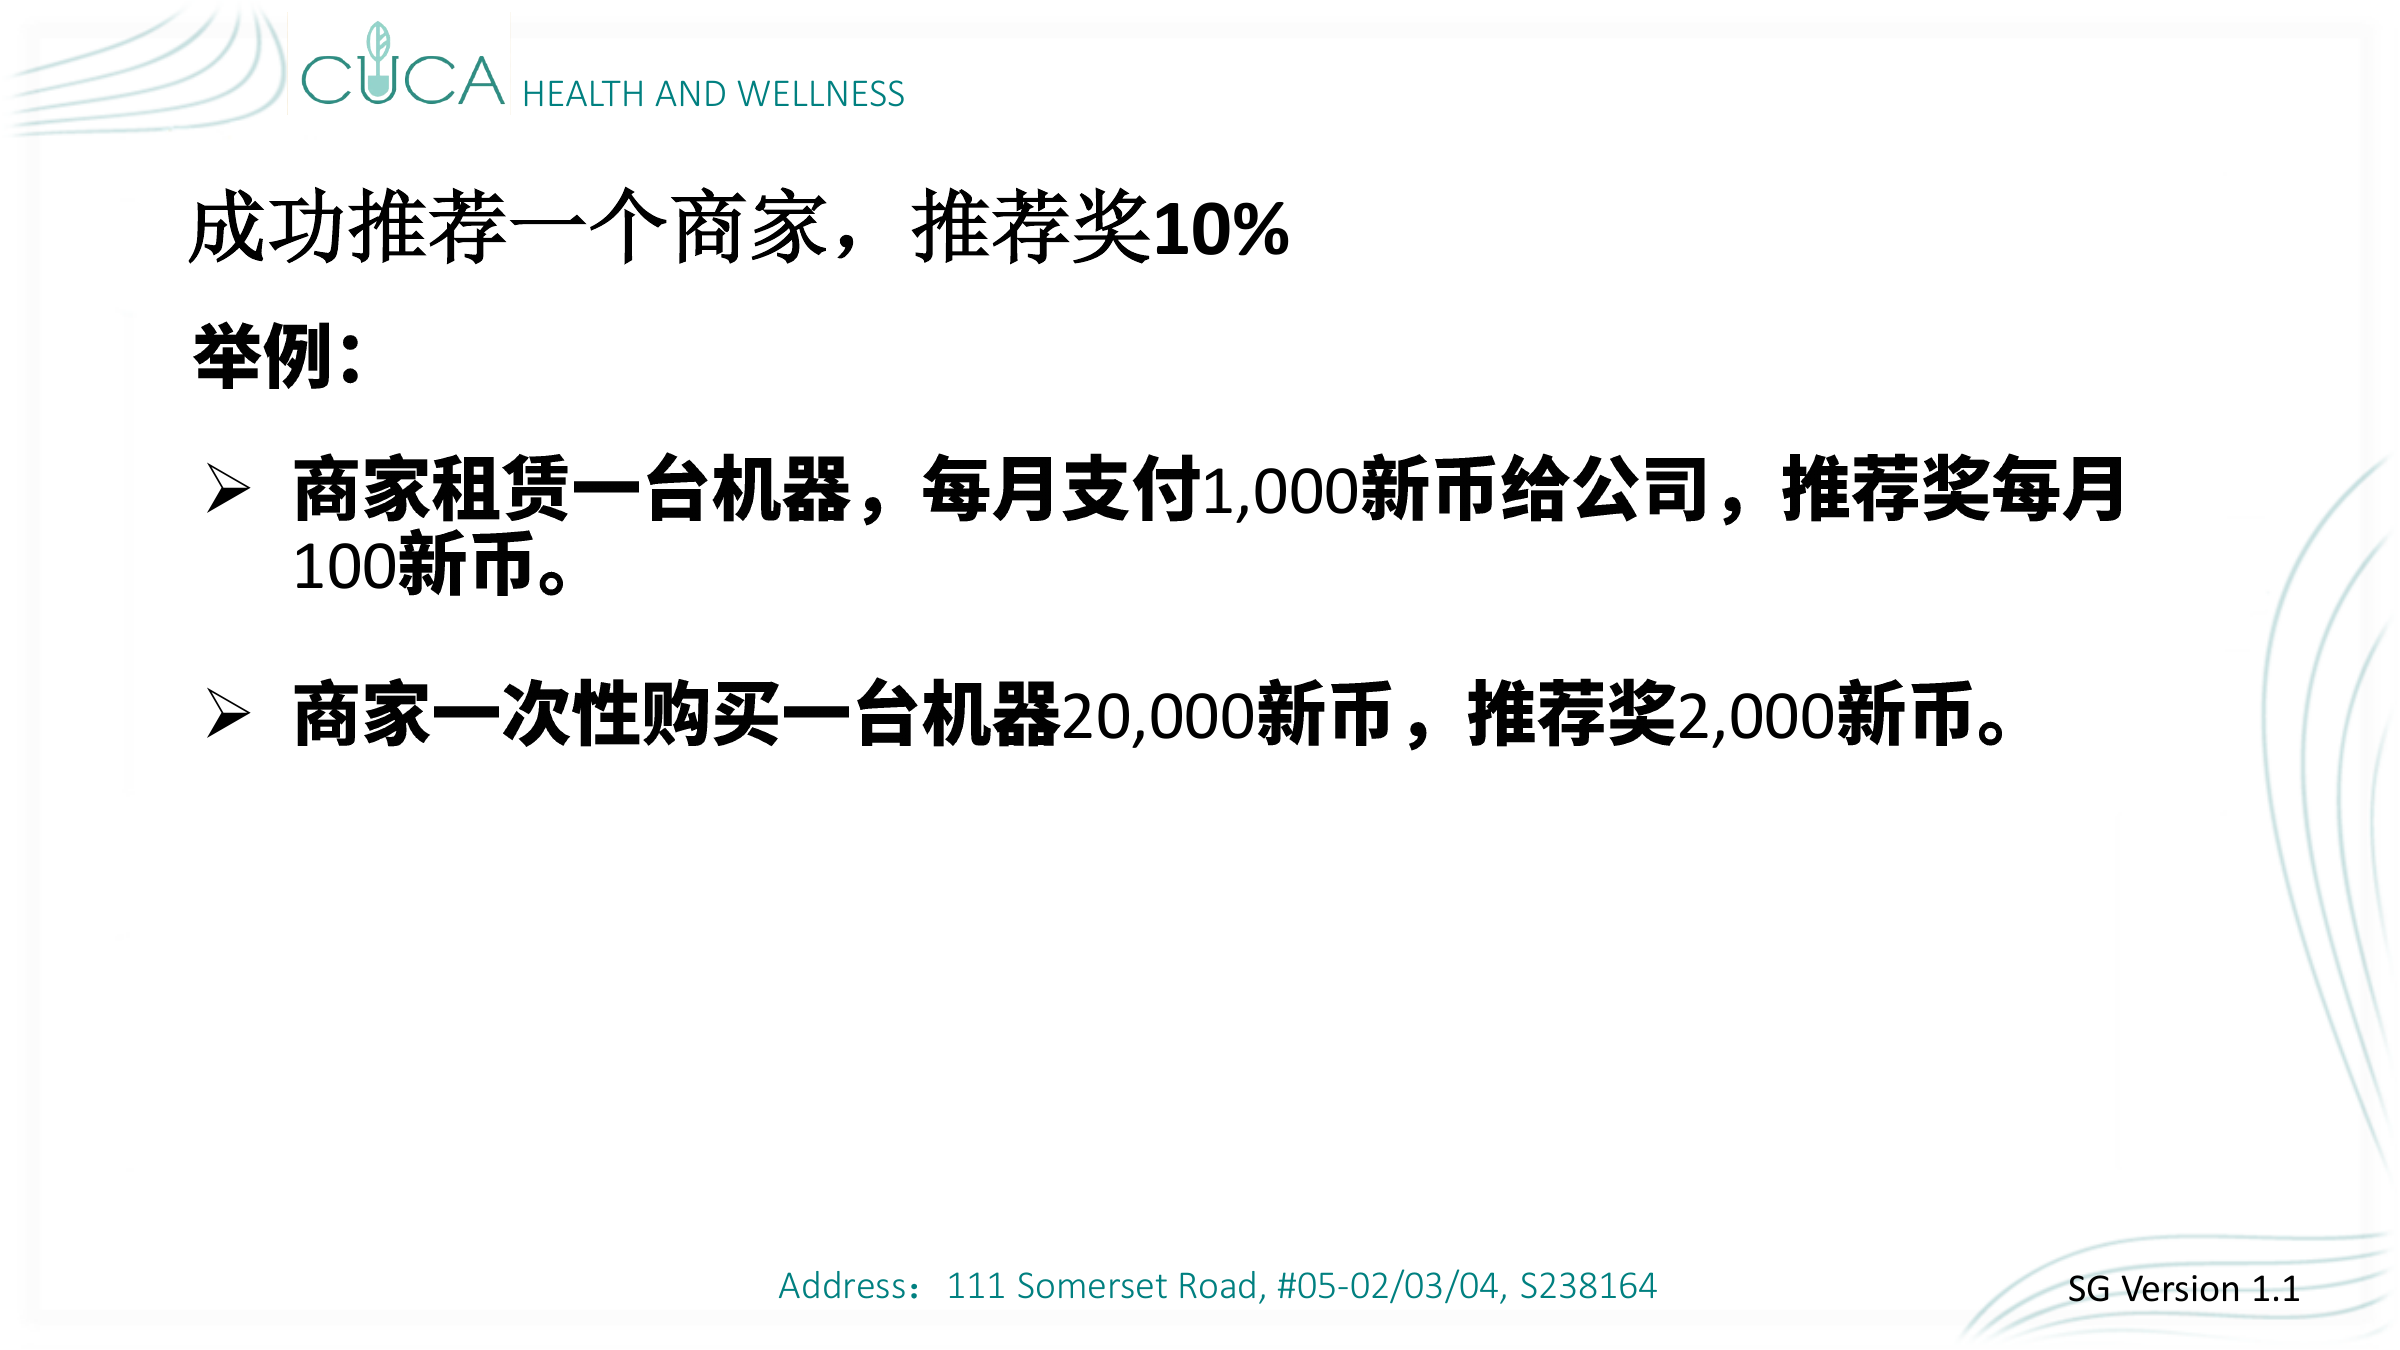 CUCA HEALTH AND WELLNESS
成功推荐一个商家，推荐奖10%
举例：
➢ 商家租赁一台机器，每月支付1,000新币给公司，推荐奖每月
100新币。
➢ 商家一次性购买一台机器20,000新币，推荐奖2,000新币。
Address：111 Somerset Road, #05-02/03/04, S238164
SG Version 1.1